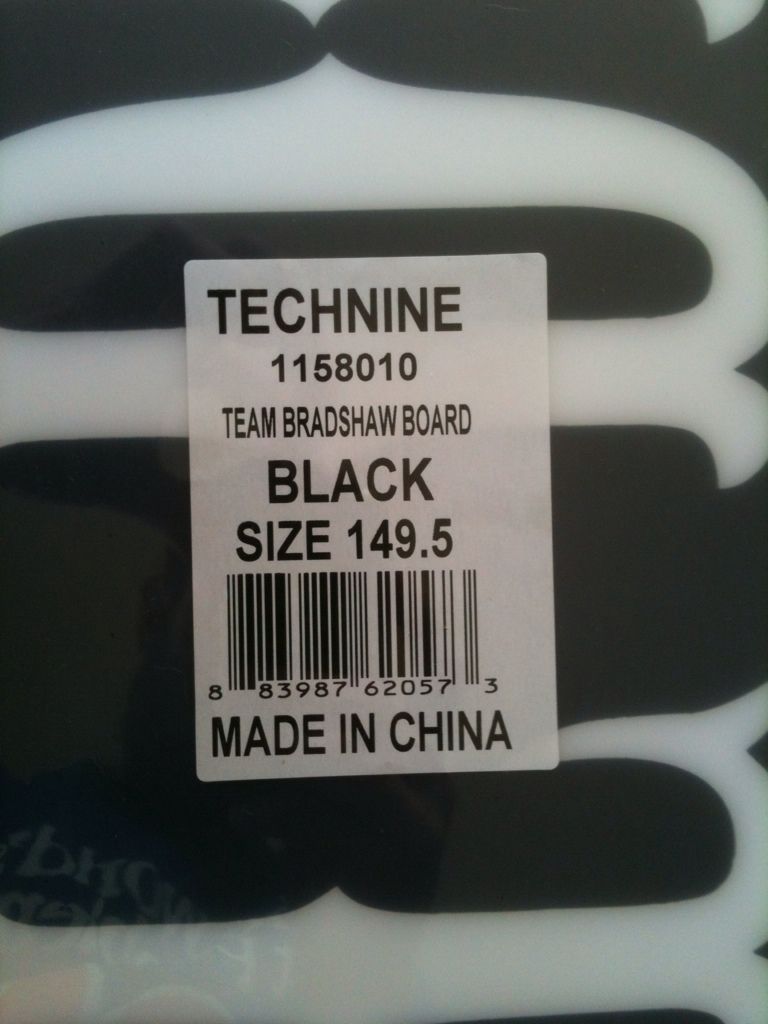 TECHNINE
1158010
TEAM BRADSHAW BOARD
BLACK
SIZE 149.5
8 83987 62057 3
MADE IN CHINA